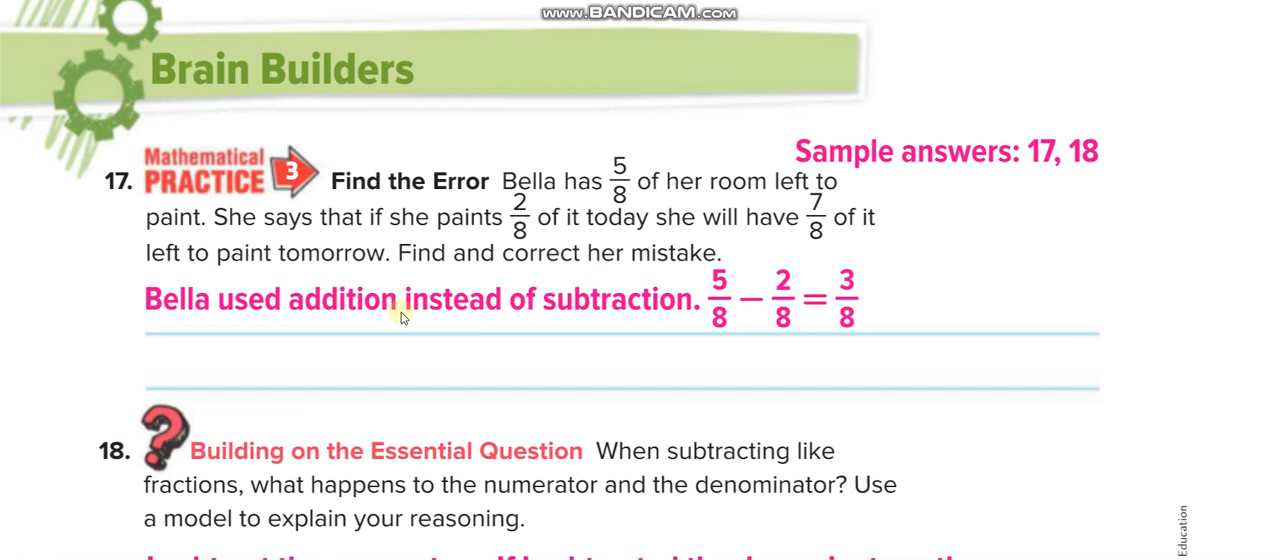 www.BANDICAM.com
Brain Builders
Sample answers: 17, 18
17. Mathematical PRACTICE 3 Find the Error Bella has 5/8 of her room left to
paint. She says that if she paints 2/8 of it today she will have 7/8 of it
left to paint tomorrow. Find and correct her mistake.
Bella used addition instead of subtraction. 5/8 − 2/8 = 3/8
18. ? Building on the Essential Question When subtracting like
fractions, what happens to the numerator and the denominator? Use
a model to explain your reasoning.
Education